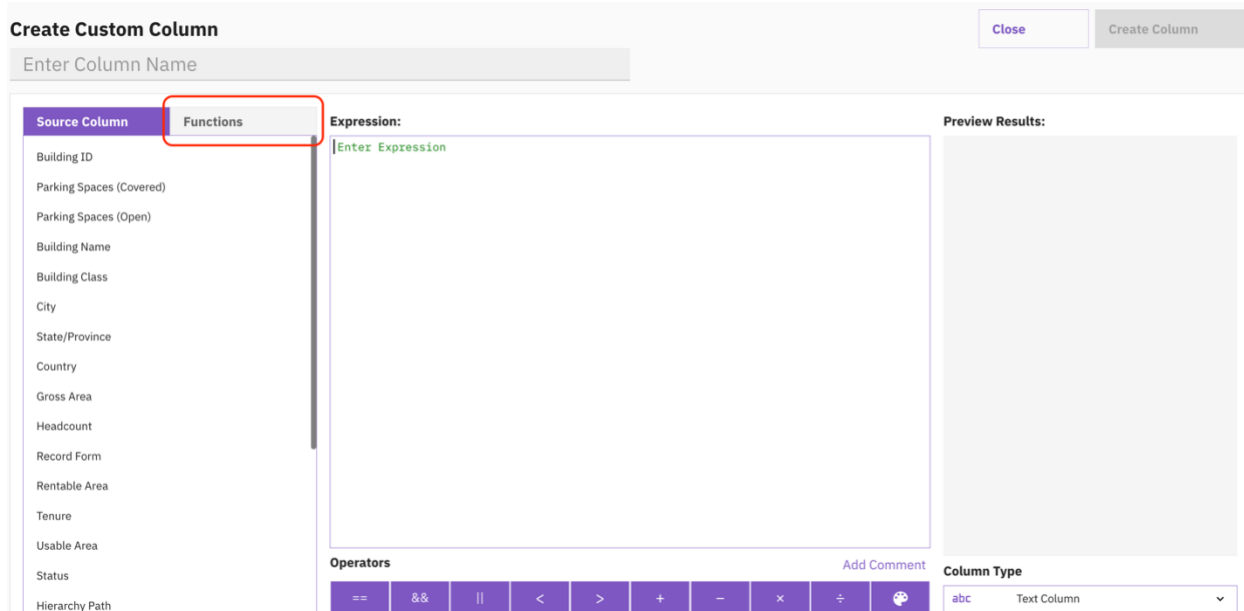 Create Custom Column
Close
Create Column
Enter Column Name
Source Column
Functions
Building ID
Parking Spaces (Covered)
Parking Spaces (Open)
Building Name
Building Class
City
State/Province
Country
Gross Area
Headcount
Record Form
Rentable Area
Tenure
Usable Area
Status
Hierarchy Path
Expression:
Enter Expression
Operators
Add Comment
== && || < > + − × ÷
Preview Results:
Column Type
abc Text Column